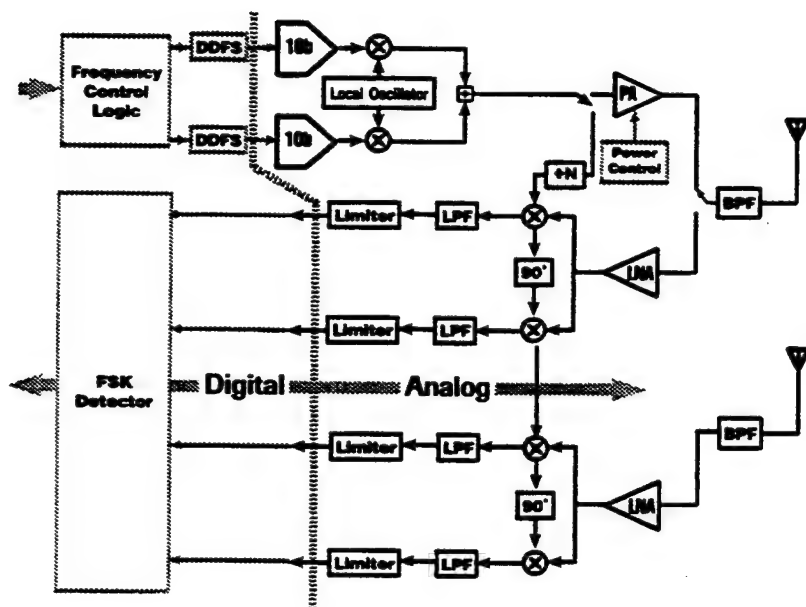 DDFS
10b
Frequency
Control
Logic
Local Oscillator
+
PA
DDFS
10b
Power
Control
÷N
Limiter
LPF
BPF
90°
LNA
Limiter
LPF
FSK
Detector
Digital
Analog
BPF
Limiter
LPF
90°
LNA
Limiter
LPF